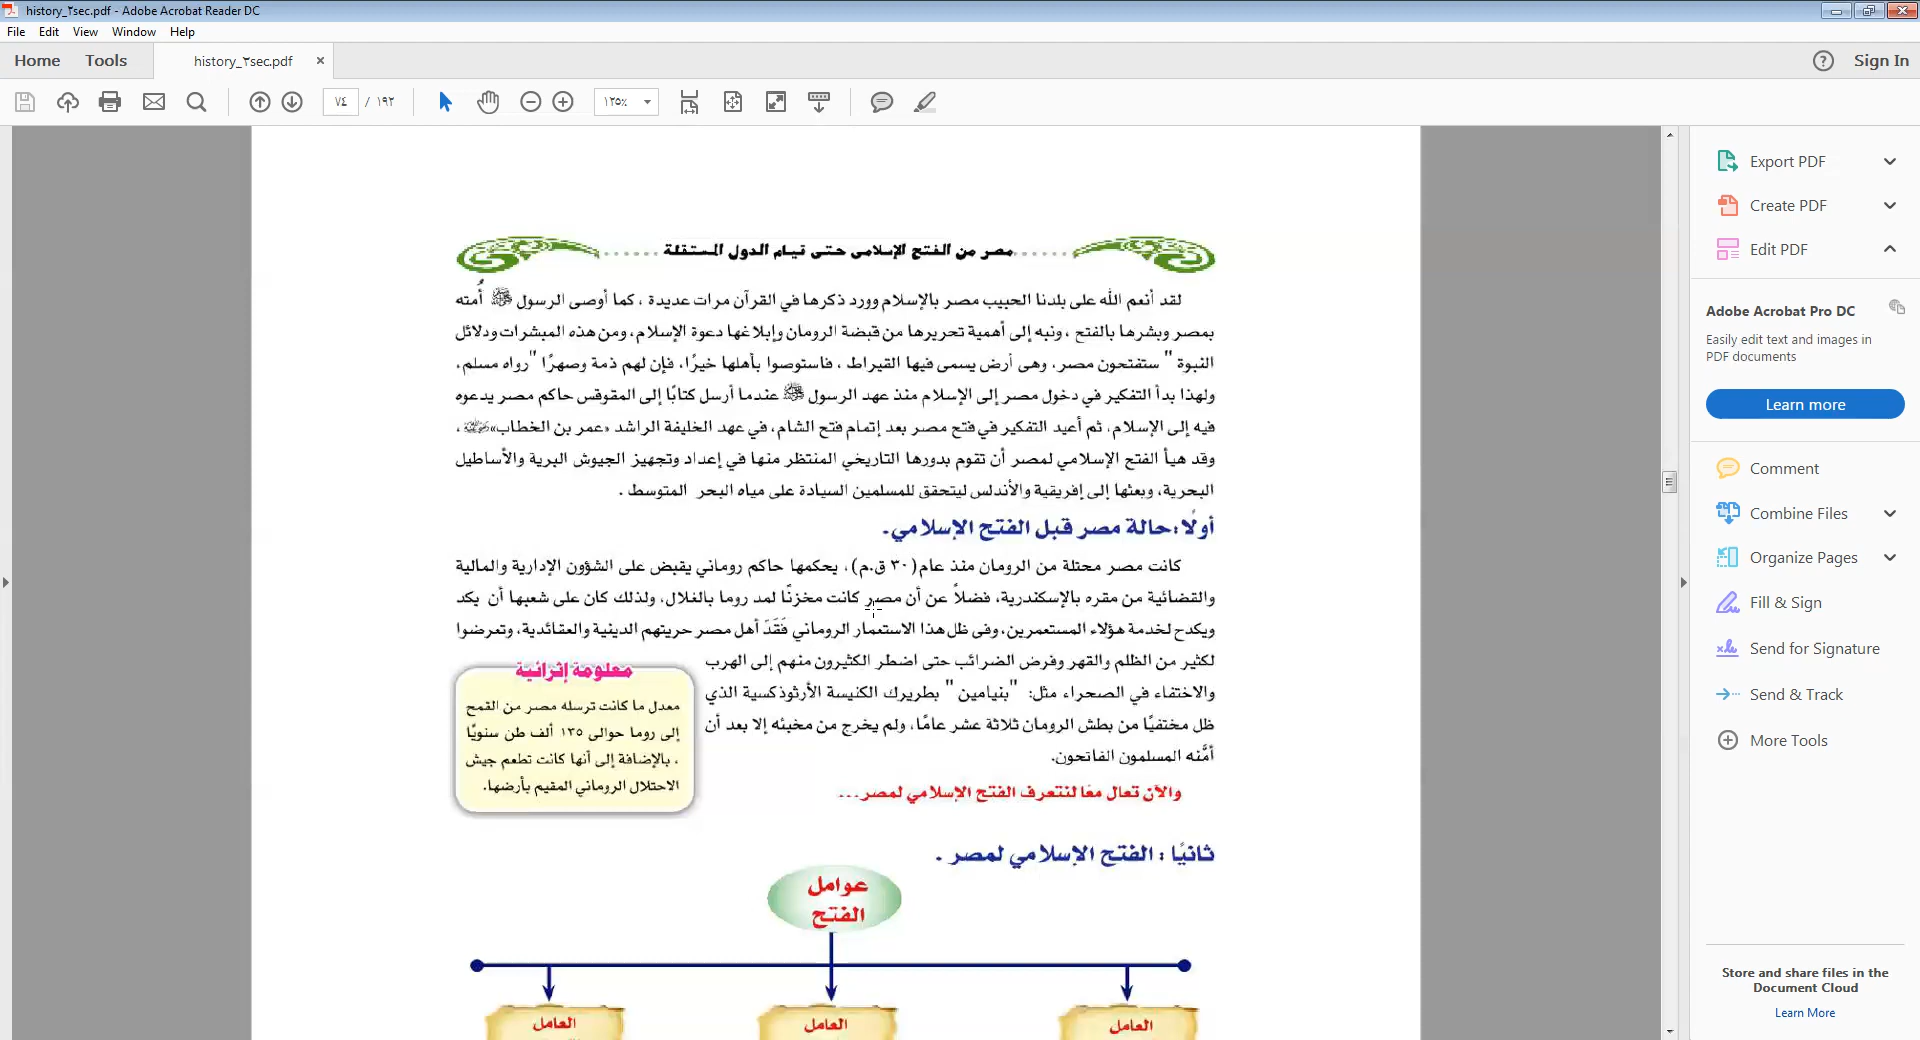 history_٣sec.pdf - Adobe Acrobat Reader DC
File Edit View Window Help
Home Tools history_٣sec.pdf × ? Sign In
٧٤ / ١٩٢ ١٢٥٪
مصر من الفتح الإسلامى حتى قيام الدول المستقلة
لقد أنعم الله على بلدنا الحبيب مصر بالإسلام وورد ذكرها في القرآن مرات عديدة ، كما أوصى الرسول ﷺ أُمته
بمصر وبشرها بالفتح ، ونبه إلى أهمية تحريرها من قبضة الرومان وإبلاغها دعوة الإسلام، ومن هذه المبشرات ودلائل
النبوة " ستفتحون مصر، وهى أرض يسمى فيها القيراط ، فاستوصوا بأهلها خيرًا، فإن لهم ذمة وصهرًا "رواه مسلم،
ولهذا بدأ التفكير في دخول مصر إلى الإسلام منذ عهد الرسول ﷺ عندما أرسل كتابًا إلى المقوقس حاكم مصر يدعوه
فيه إلى الإسلام، ثم أعيد التفكير في فتح مصر بعد إتمام فتح الشام، في عهد الخليفة الراشد «عمر بن الخطاب» ،
وقد هيأ الفتح الإسلامي لمصر أن تقوم بدورها التاريخي المنتظر منها في إعداد وتجهيز الجيوش البرية والأساطيل
البحرية، وبعثها إلى إفريقية والأندلس ليتحقق للمسلمين السيادة على مياه البحر المتوسط .
أولًا: حالة مصر قبل الفتح الإسلامي.
كانت مصر محتلة من الرومان منذ عام( ٣٠ ق.م)، يحكمها حاكم روماني يقبض على الشؤون الإدارية والمالية
والقضائية من مقره بالإسكندرية، فضلاً عن أن مصر كانت مخزنًا لمد روما بالغلال، ولذلك كان على شعبها أن يكد
ويكدح لخدمة هؤلاء المستعمرين، وفى ظل هذا الاستعمار الروماني فَقَدَ أهل مصر حريتهم الدينية والعقائدية، وتعرضوا
لكثير من الظلم والقهر وفرض الضرائب حتى اضطر الكثيرون منهم إلى الهرب
والاختفاء في الصحراء مثل: "بنيامين " بطريرك الكنيسة الأرثوذكسية الذي
ظل مختفيًا من بطش الرومان ثلاثة عشر عامًا، ولم يخرج من مخبئه إلا بعد أن
أمَّنه المسلمون الفاتحون.
معلومة إثرائية
معدل ما كانت ترسله مصر من القمح
إلى روما حوالى ١٣٥ ألف طن سنويًا
، بالإضافة إلى أنها كانت تطعم جيش
الاحتلال الروماني المقيم بأرضها.
والآن تعال معًا لنتعرف الفتح الإسلامي لمصر...
ثانيًا : الفتح الإسلامي لمصر .
عوامل
الفتح
العامل العامل العامل
Export PDF
Create PDF
Edit PDF
Adobe Acrobat Pro DC
Easily edit text and images in
PDF documents
Learn more
Comment
Combine Files
Organize Pages
Fill & Sign
Send for Signature
Send & Track
More Tools
Store and share files in the
Document Cloud
Learn More